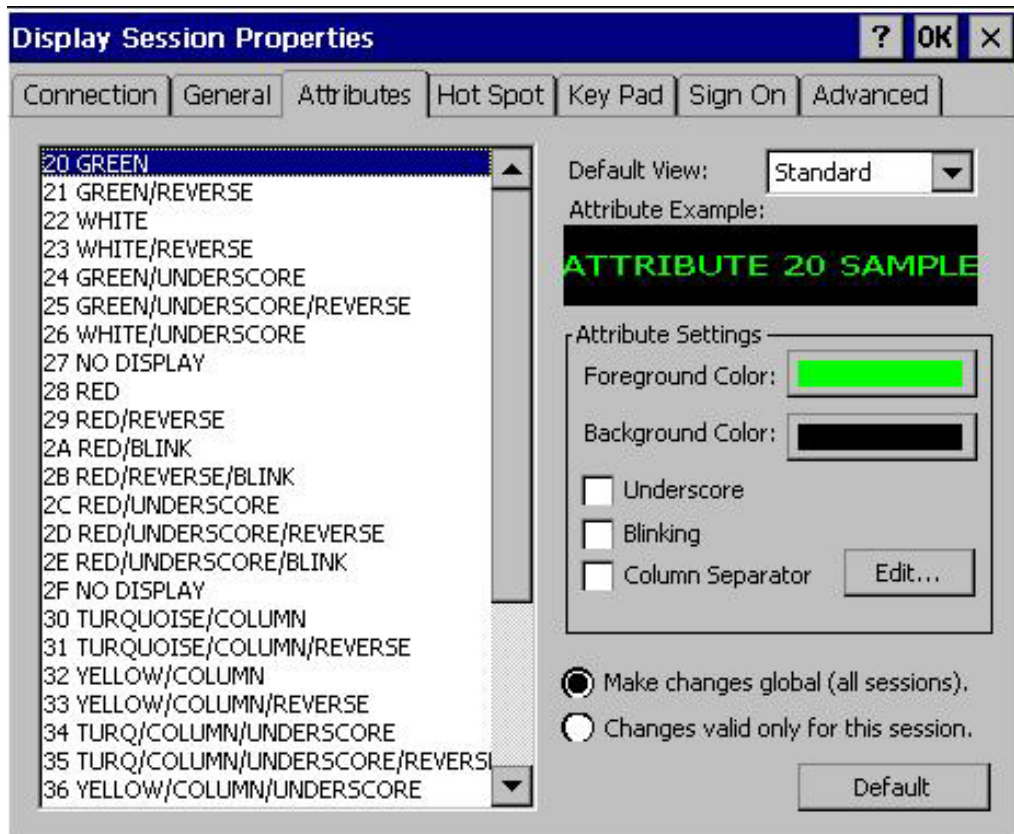 Display Session Properties ? OK ×
Connection General Attributes Hot Spot Key Pad Sign On Advanced
20 GREEN
21 GREEN/REVERSE
22 WHITE
23 WHITE/REVERSE
24 GREEN/UNDERSCORE
25 GREEN/UNDERSCORE/REVERSE
26 WHITE/UNDERSCORE
27 NO DISPLAY
28 RED
29 RED/REVERSE
2A RED/BLINK
2B RED/REVERSE/BLINK
2C RED/UNDERSCORE
2D RED/UNDERSCORE/REVERSE
2E RED/UNDERSCORE/BLINK
2F NO DISPLAY
30 TURQUOISE/COLUMN
31 TURQUOISE/COLUMN/REVERSE
32 YELLOW/COLUMN
33 YELLOW/COLUMN/REVERSE
34 TURQ/COLUMN/UNDERSCORE
35 TURQ/COLUMN/UNDERSCORE/REVERS
36 YELLOW/COLUMN/UNDERSCORE
Default View: Standard
Attribute Example:
ATTRIBUTE 20 SAMPLE
Attribute Settings
Foreground Color:
Background Color:
Underscore
Blinking
Column Separator Edit...
Make changes global (all sessions).
Changes valid only for this session.
Default